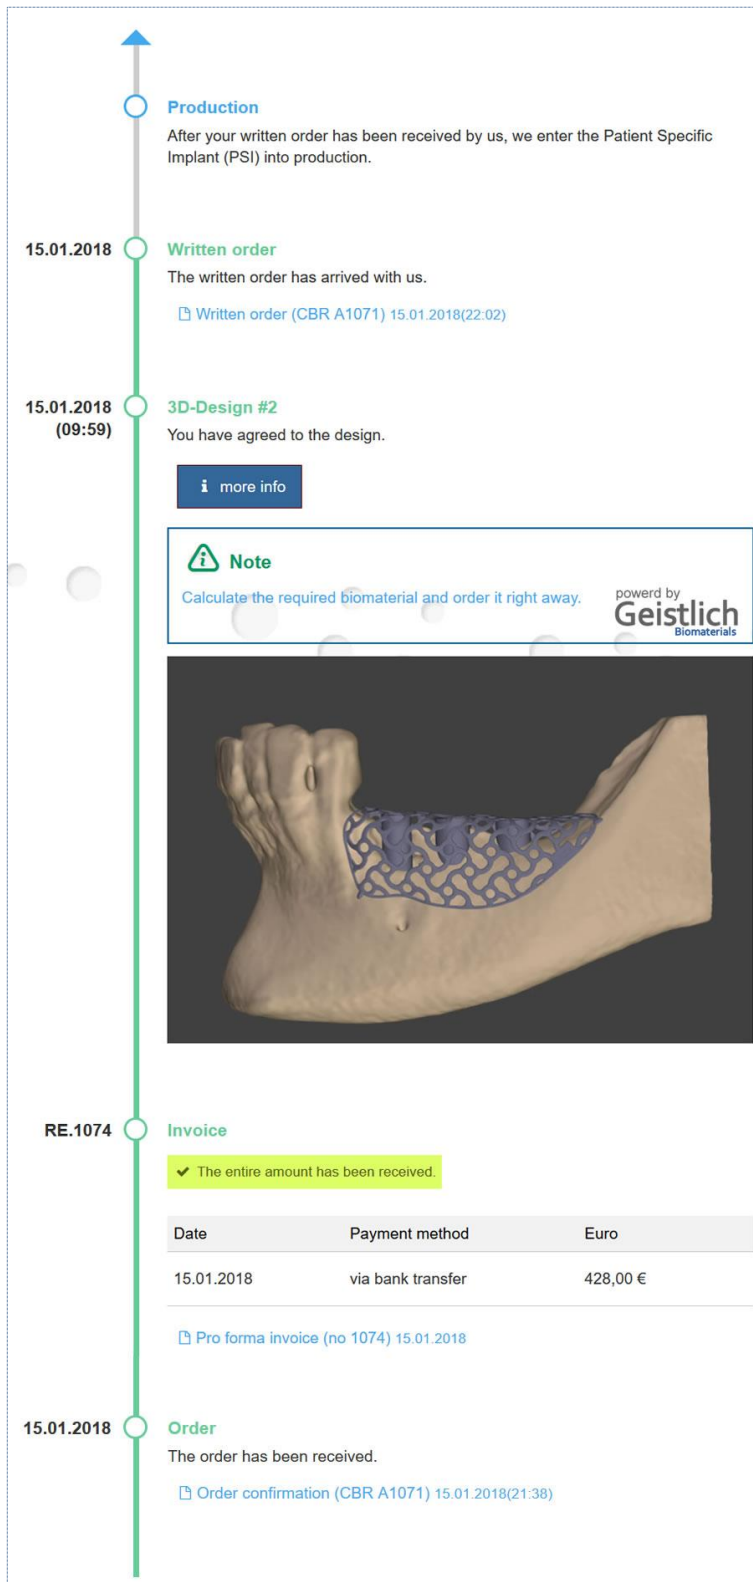 Production
After your written order has been received by us, we enter the Patient Specific
Implant (PSI) into production.
15.01.2018
Written order
The written order has arrived with us.
Written order (CBR A1071) 15.01.2018(22:02)
15.01.2018
(09:59)
3D-Design #2
You have agreed to the design.
i more info
Note
Calculate the required biomaterial and order it right away.
powerd by
Geistlich
Biomaterials
RE.1074
Invoice
The entire amount has been received.
Date Payment method Euro
15.01.2018 via bank transfer 428,00 €
Pro forma invoice (no 1074) 15.01.2018
15.01.2018
Order
The order has been received.
Order confirmation (CBR A1071) 15.01.2018(21:38)